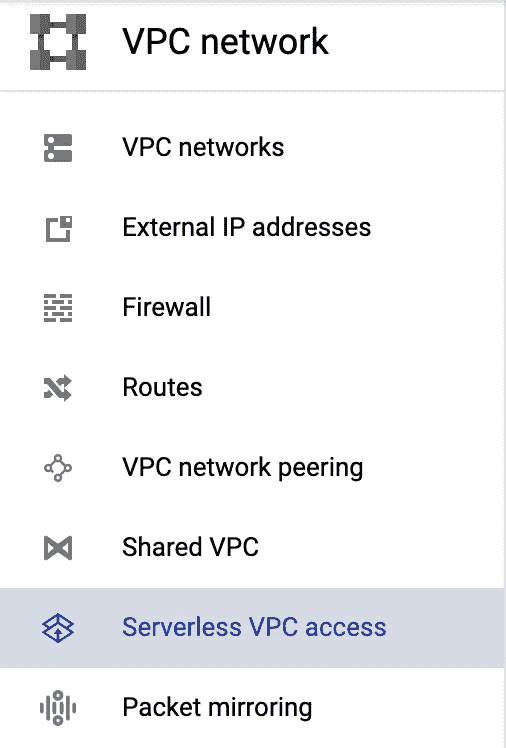 VPC network
VPC networks
External IP addresses
Firewall
Routes
VPC network peering
Shared VPC
Serverless VPC access
Packet mirroring